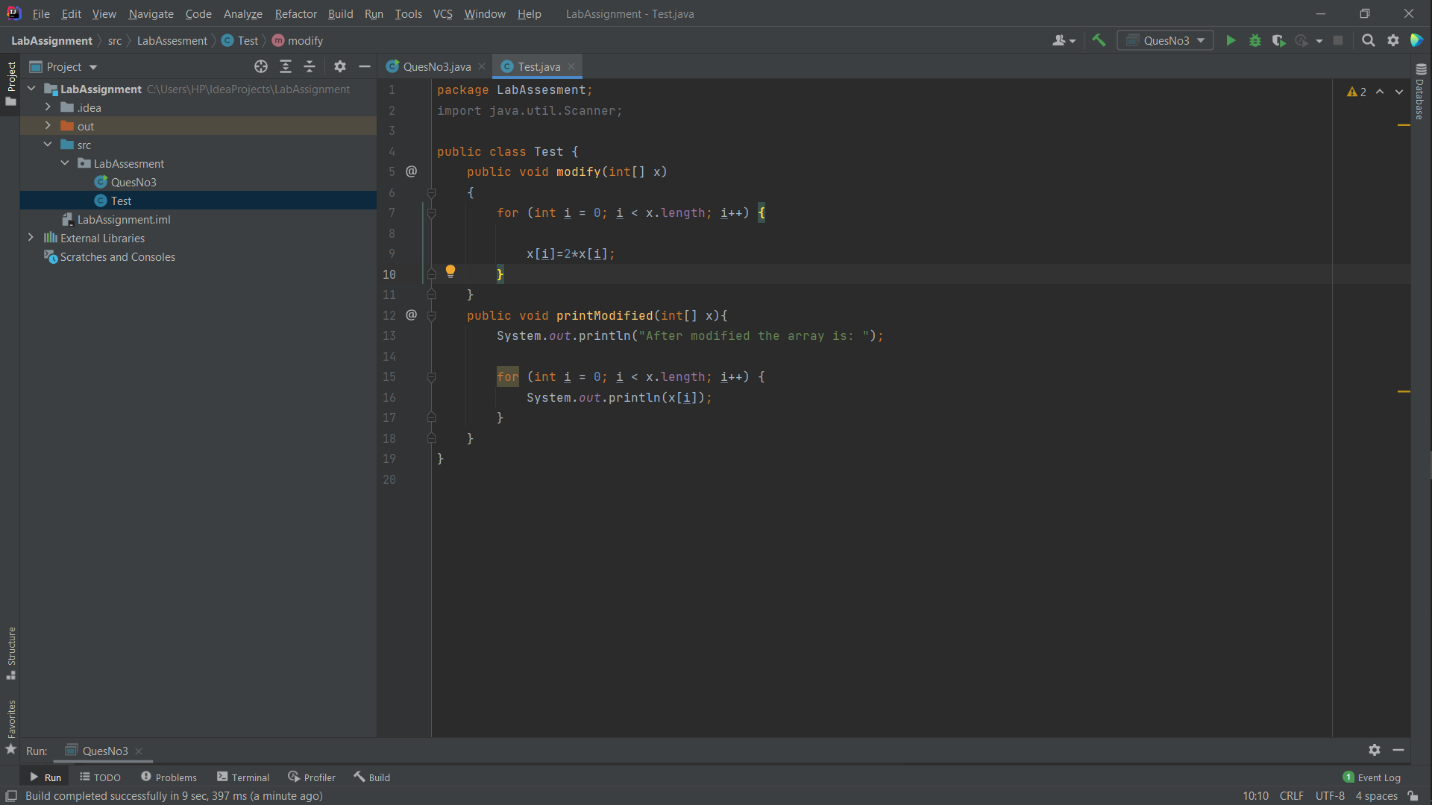 File Edit View Navigate Code Analyze Refactor Build Run Tools VCS Window Help LabAssignment - Test.java
LabAssignment src LabAssesment Test modify QuesNo3
Project
Project
QuesNo3.java Test.java
LabAssignment C:\Users\HP\IdeaProjects\LabAssignment
.idea
out
src
LabAssesment
QuesNo3
Test
LabAssignment.iml
External Libraries
Scratches and Consoles
1 package LabAssesment;
2 import java.util.Scanner;
3
4 public class Test {
5 @ public void modify(int[] x)
6 {
7 for (int i = 0; i < x.length; i++) {
8
9 x[i]=2*x[i];
10 }
11 }
12 @ public void printModified(int[] x){
13 System.out.println("After modified the array is: ");
14
15 for (int i = 0; i < x.length; i++) {
16 System.out.println(x[i]);
17 }
18 }
19 }
20
2
Database
Structure
Favorites
Run: QuesNo3
Run TODO Problems Terminal Profiler Build 1 Event Log
Build completed successfully in 9 sec, 397 ms (a minute ago) 10:10 CRLF UTF-8 4 spaces